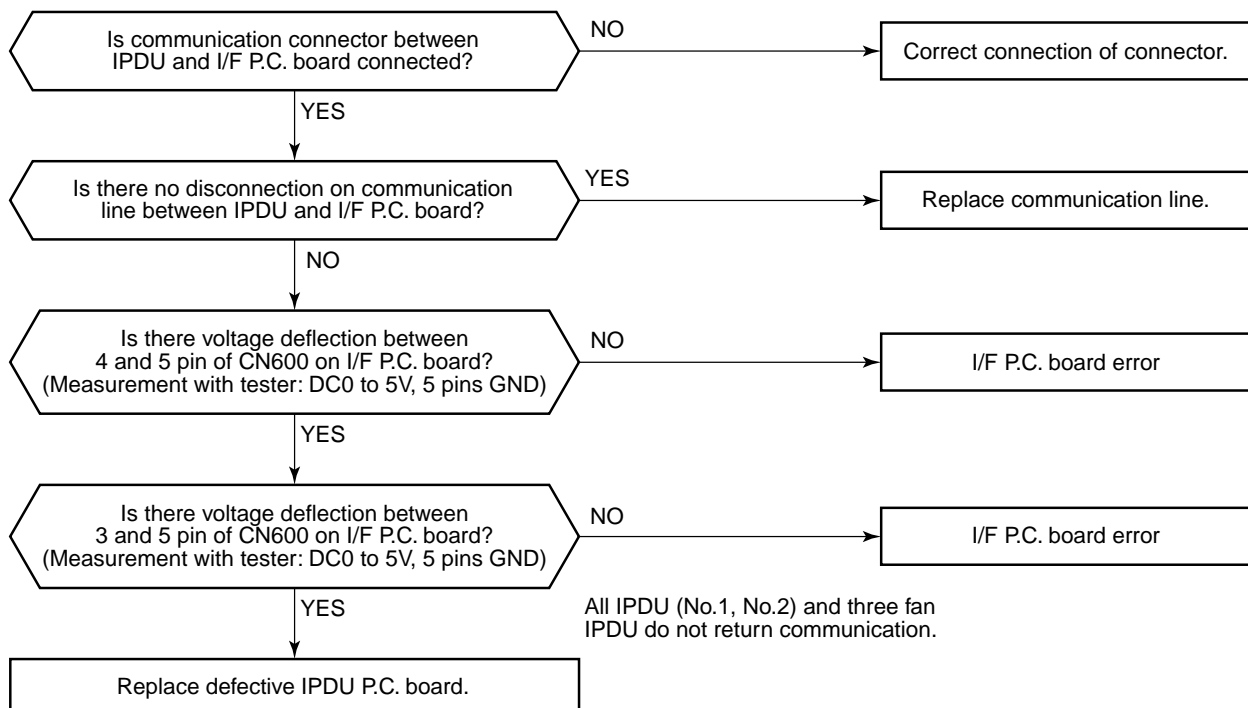 Is communication connector between
IPDU and I/F P.C. board connected?
NO
Correct connection of connector.
YES
Is there no disconnection on communication
line between IPDU and I/F P.C. board?
YES
Replace communication line.
NO
Is there voltage deflection between
4 and 5 pin of CN600 on I/F P.C. board?
(Measurement with tester: DC0 to 5V, 5 pins GND)
NO
I/F P.C. board error
YES
Is there voltage deflection between
3 and 5 pin of CN600 on I/F P.C. board?
(Measurement with tester: DC0 to 5V, 5 pins GND)
NO
I/F P.C. board error
YES
All IPDU (No.1, No.2) and three fan
IPDU do not return communication.
Replace defective IPDU P.C. board.